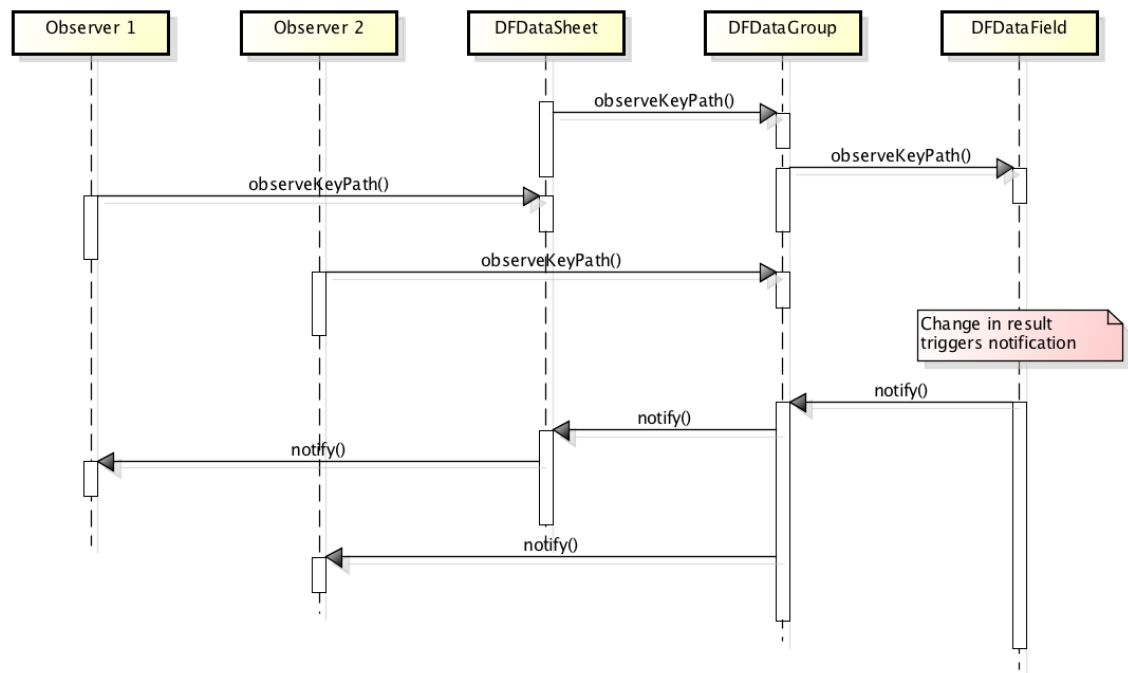 Observer 1
Observer 2
DFDataSheet
DFDataGroup
DFDataField
observeKeyPath()
observeKeyPath()
observeKeyPath()
observeKeyPath()
Change in result
triggers notification
notify()
notify()
notify()
notify()